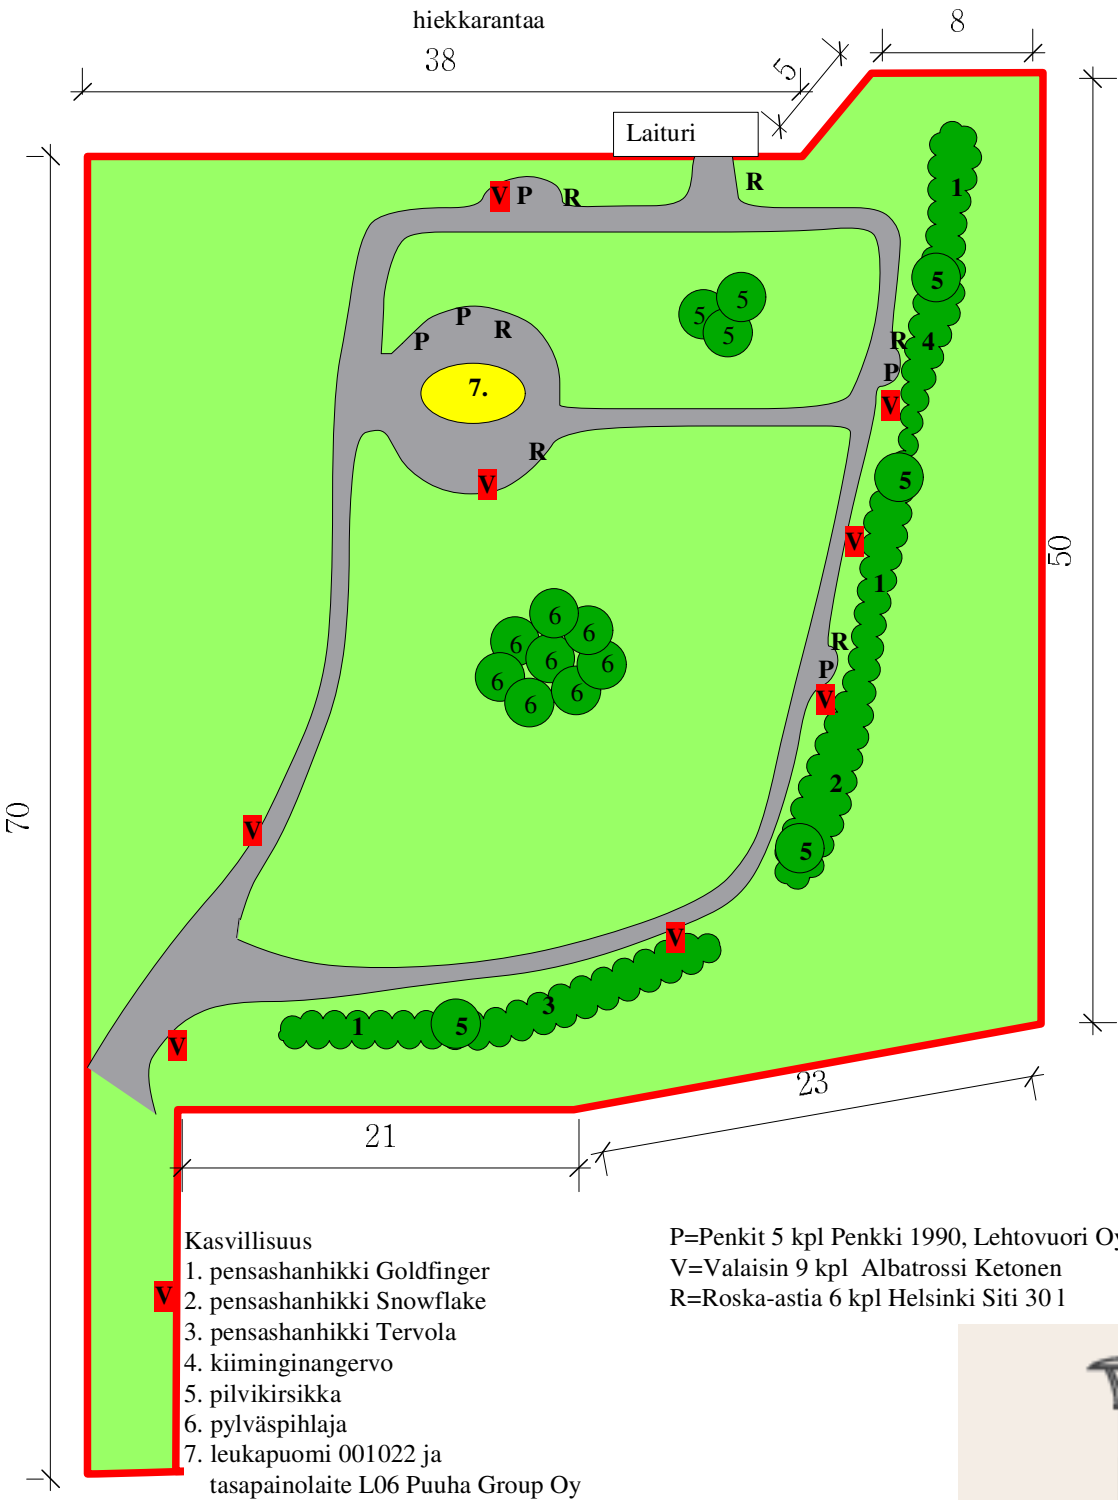 hiekkarantaa
38
5
8
Laituri
V P R
R
1
5
5
5
5
P
P
R
R
4
P
7.
V
R
5
V
V
50
1
6
6
6
6
6
6
6
6
R
P
V
2
70
V
5
V
3
1
5
V
23
21
Kasvillisuus
1. pensashanhikki Goldfinger
2. pensashanhikki Snowflake
3. pensashanhikki Tervola
4. kiiminginangervo
5. pilvikirsikka
6. pylväspihlaja
7. leukapuomi 001022 ja
tasapainolaite L06 Puuha Group Oy
V
P=Penkit 5 kpl Penkki 1990, Lehtovuori Oy
V=Valaisin 9 kpl Albatrossi Ketonen
R=Roska-astia 6 kpl Helsinki Siti 30 l